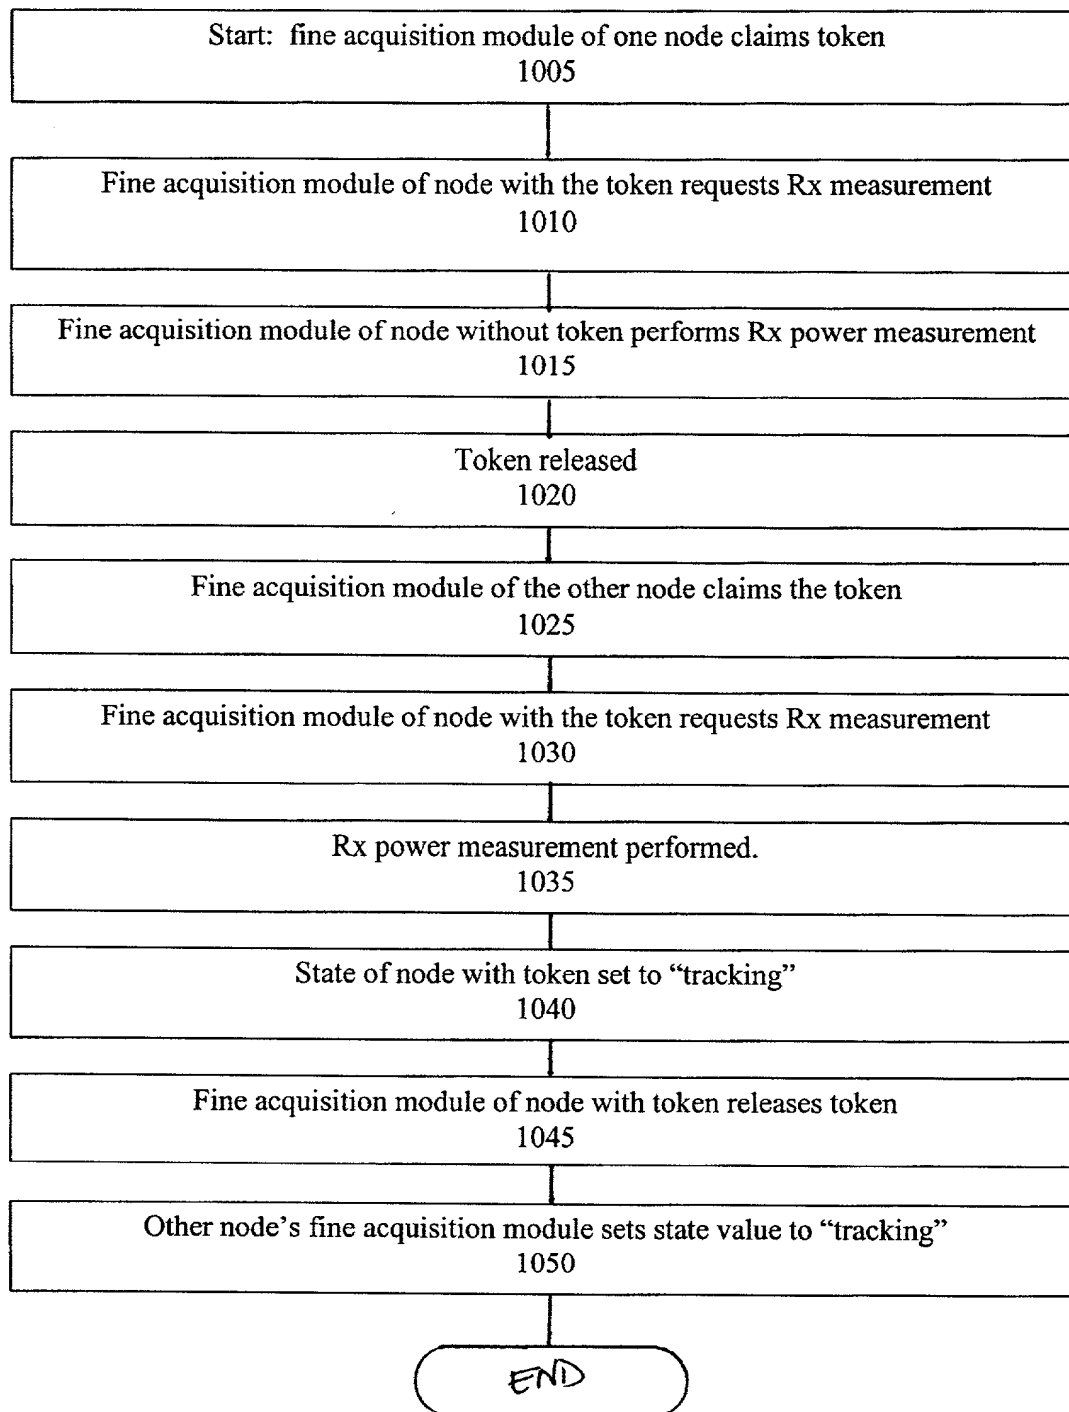 Start: fine acquisition module of one node claims token
1005
Fine acquisition module of node with the token requests Rx measurement
1010
Fine acquisition module of node without token performs Rx power measurement
1015
Token released
1020
Fine acquisition module of the other node claims the token
1025
Fine acquisition module of node with the token requests Rx measurement
1030
Rx power measurement performed.
1035
State of node with token set to “tracking”
1040
Fine acquisition module of node with token releases token
1045
Other node’s fine acquisition module sets state value to “tracking”
1050
END